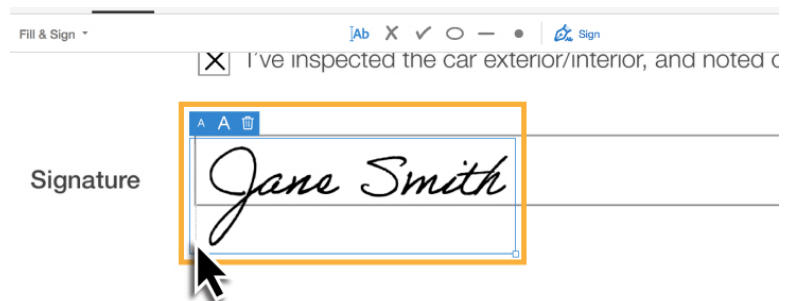 Fill & Sign
Ab
Sign
I've inspected the car exterior/interior, and noted
A A
Signature
Jane Smith